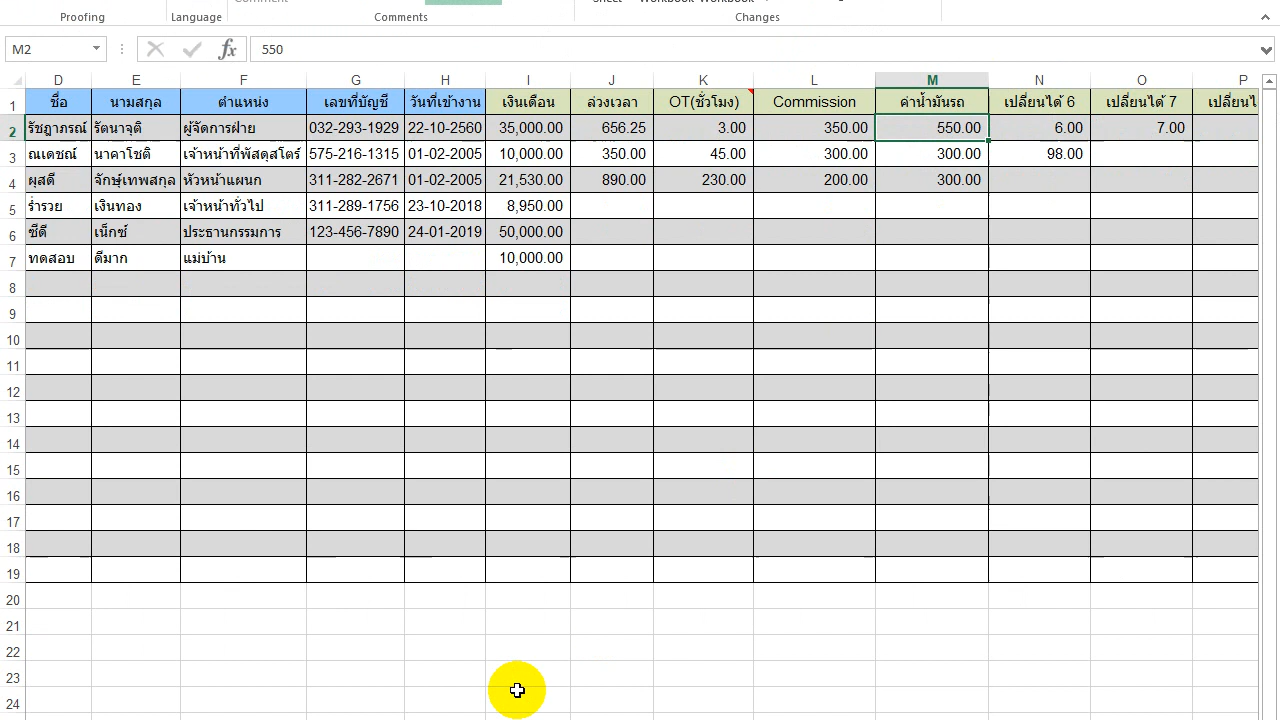 Proofing Language Comments Changes
M2 fx 550
D E F G H I J K L M N O P
1 ชื่อ นามสกุล ตำแหน่ง เลขที่บัญชี วันที่เข้างาน เงินเดือน ล่วงเวลา OT(ชั่วโมง) Commission ค่าน้ำมันรถ เปลี่ยนได้ 6 เปลี่ยนได้ 7
2 รัชฎาภรณ์ รัตนาจุติ ผู้จัดการฝ่าย 032-293-1929 22-10-2560 35,000.00 656.25 3.00 350.00 550.00 6.00 7.00
3 ณเดชณ์ นาคาโชติ เจ้าหน้าที่พัสดุสโตร์ 575-216-1315 01-02-2005 10,000.00 350.00 45.00 300.00 300.00 98.00
4 ผุสดี จักษุ์เทพสกุล หัวหน้าแผนก 311-282-2671 01-02-2005 21,530.00 890.00 230.00 200.00 300.00
5 ร่ำรวย เงินทอง เจ้าหน้าทั่วไป 311-289-1756 23-10-2018 8,950.00
6 ซีดี เน็กซ์ ประธานกรรมการ 123-456-7890 24-01-2019 50,000.00
7 ทดสอบ ดีมาก แม่บ้าน 10,000.00
8
9
10
11
12
13
14
15
16
17
18
19
20
21
22
23
24